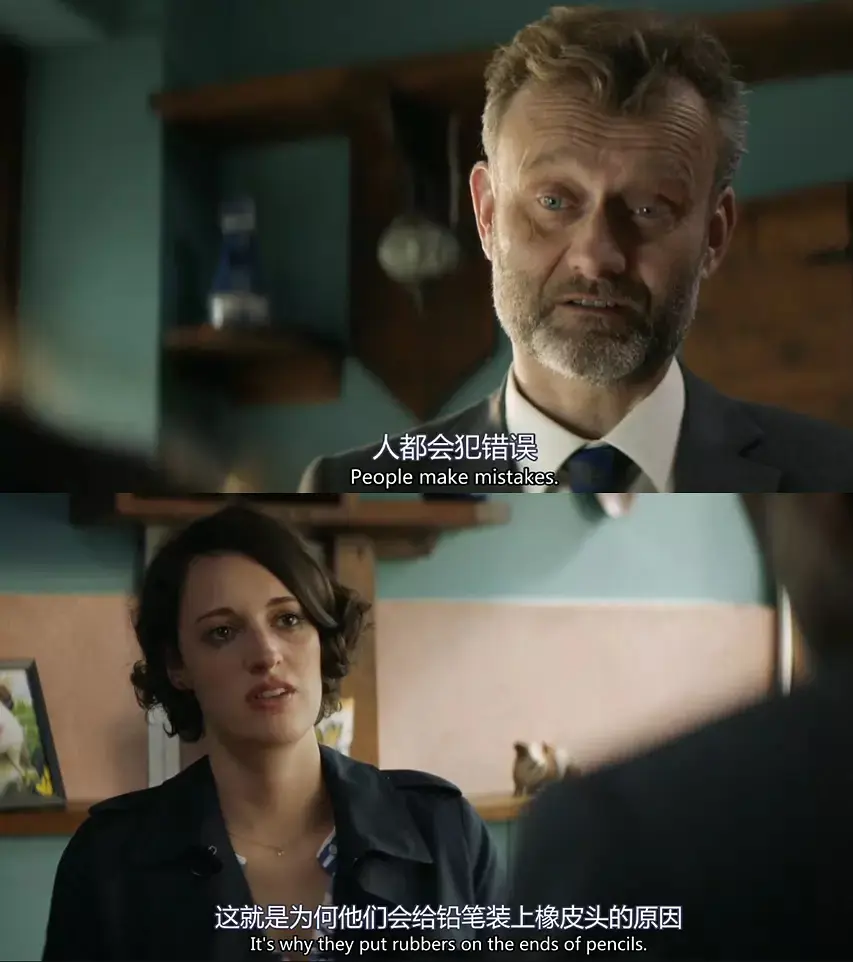 人都会犯错误
People make mistakes.
这就是为何他们会给铅笔装上橡皮头的原因
It's why they put rubbers on the ends of pencils.